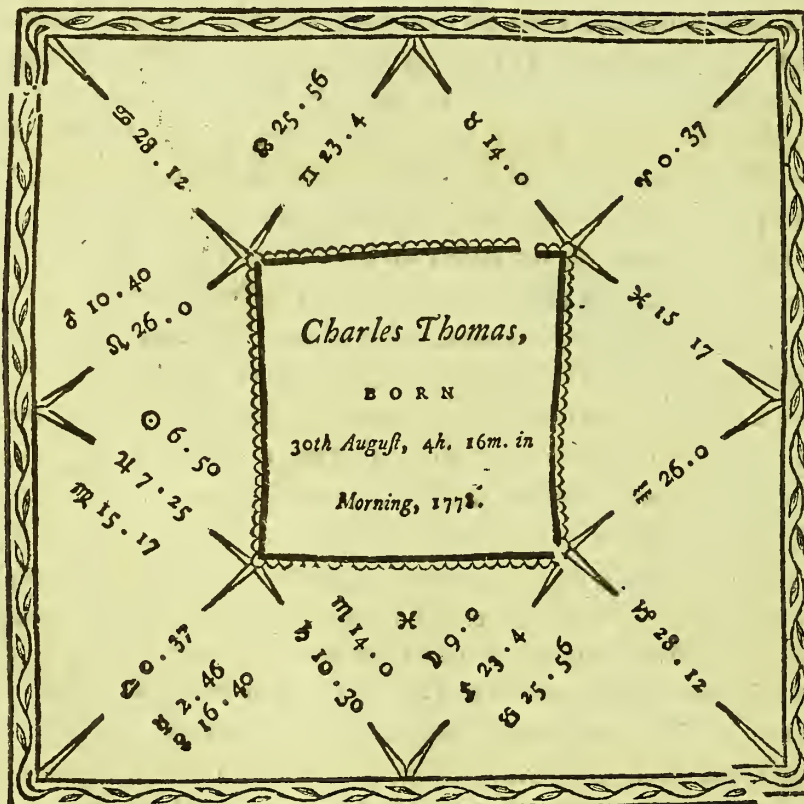 ♋ 28 . 12
☊ 25 . 56
♊ 23 . 4
♉ 14 . 0
♈ 0 . 37
♂ 10 . 40
♌ 26 . 0
♓ 15 17
Charles Thomas,
BORN
30th Auguſt, 4h. 16m. in
Morning, 1778.
☉ 6 . 50
♃ 7 . 25
♍ 15 . 17
♒ 26 . 0
♎ 0 . 37
2 . 46
♀ 16 . 40
♏ 14 . 0
♄ 10 . 30
♓
☽ 9 . 0
♐ 23 . 4
☋ 25 . 56
♑ 28 . 12